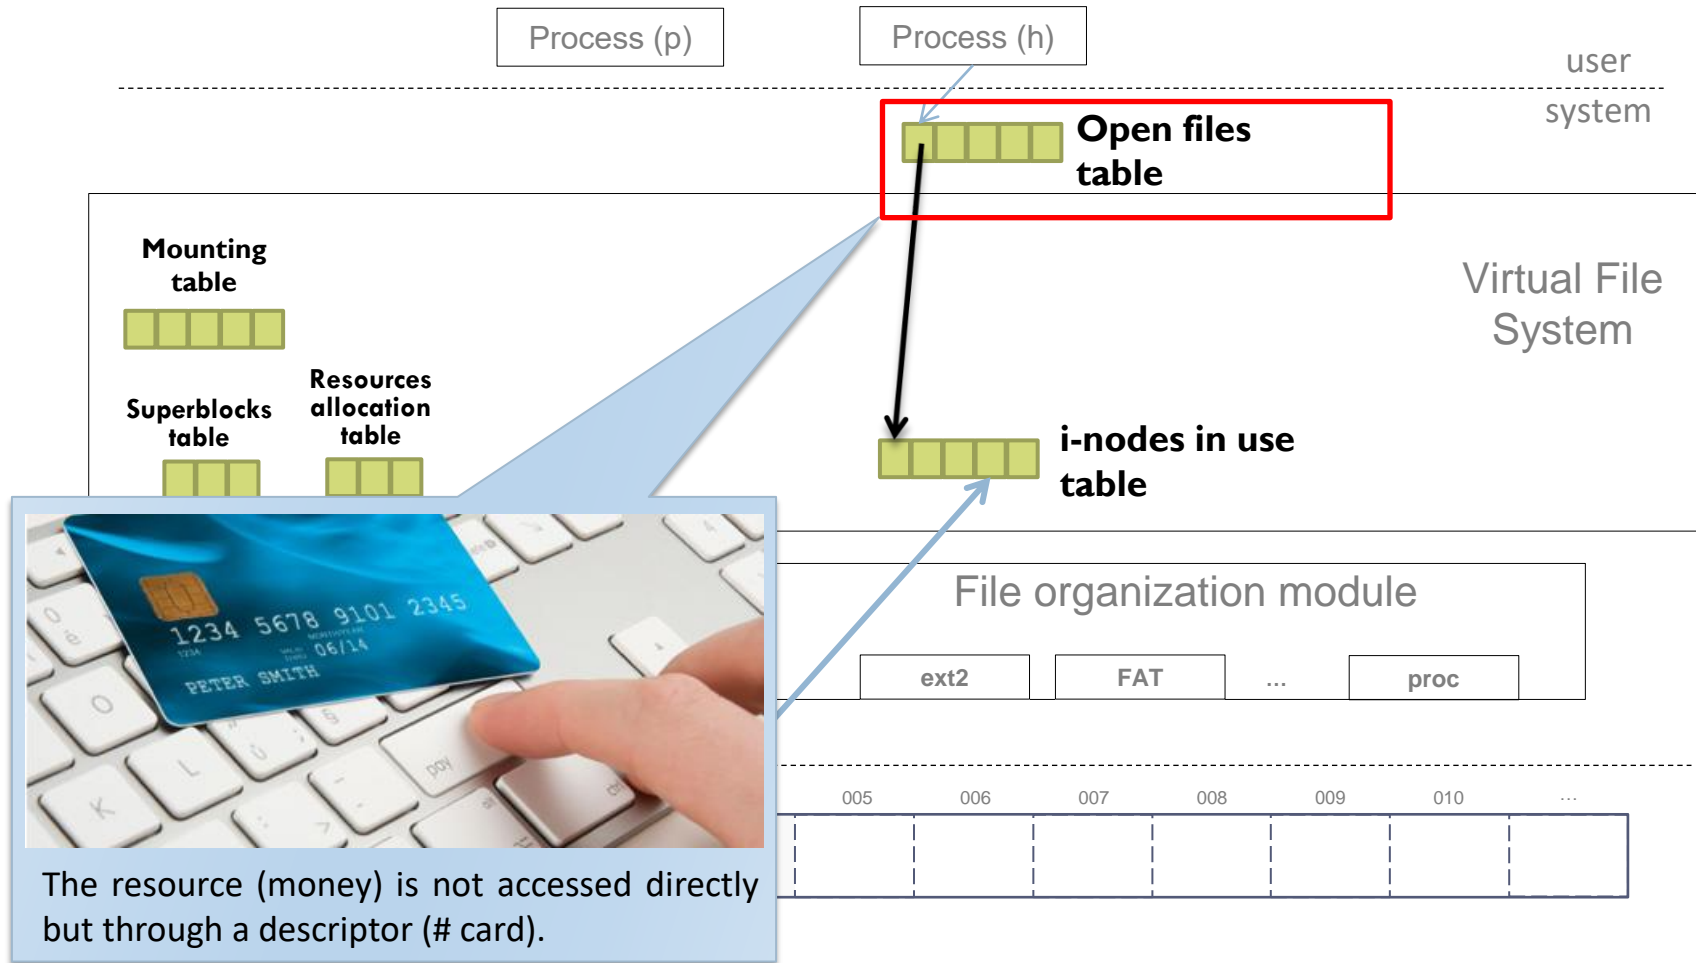 Process (p)
Process (h)
user
system
Open files
table
Mounting
table
Virtual File
System
Resources
allocation
table
Superblocks
table
i-nodes in use
table
File organization module
ext2
FAT
...
proc
005
006
007
008
009
010
...
1234 5678 9101 2345
1234
06/14
PETER SMITH
pay
The resource (money) is not accessed directly
but through a descriptor (# card).